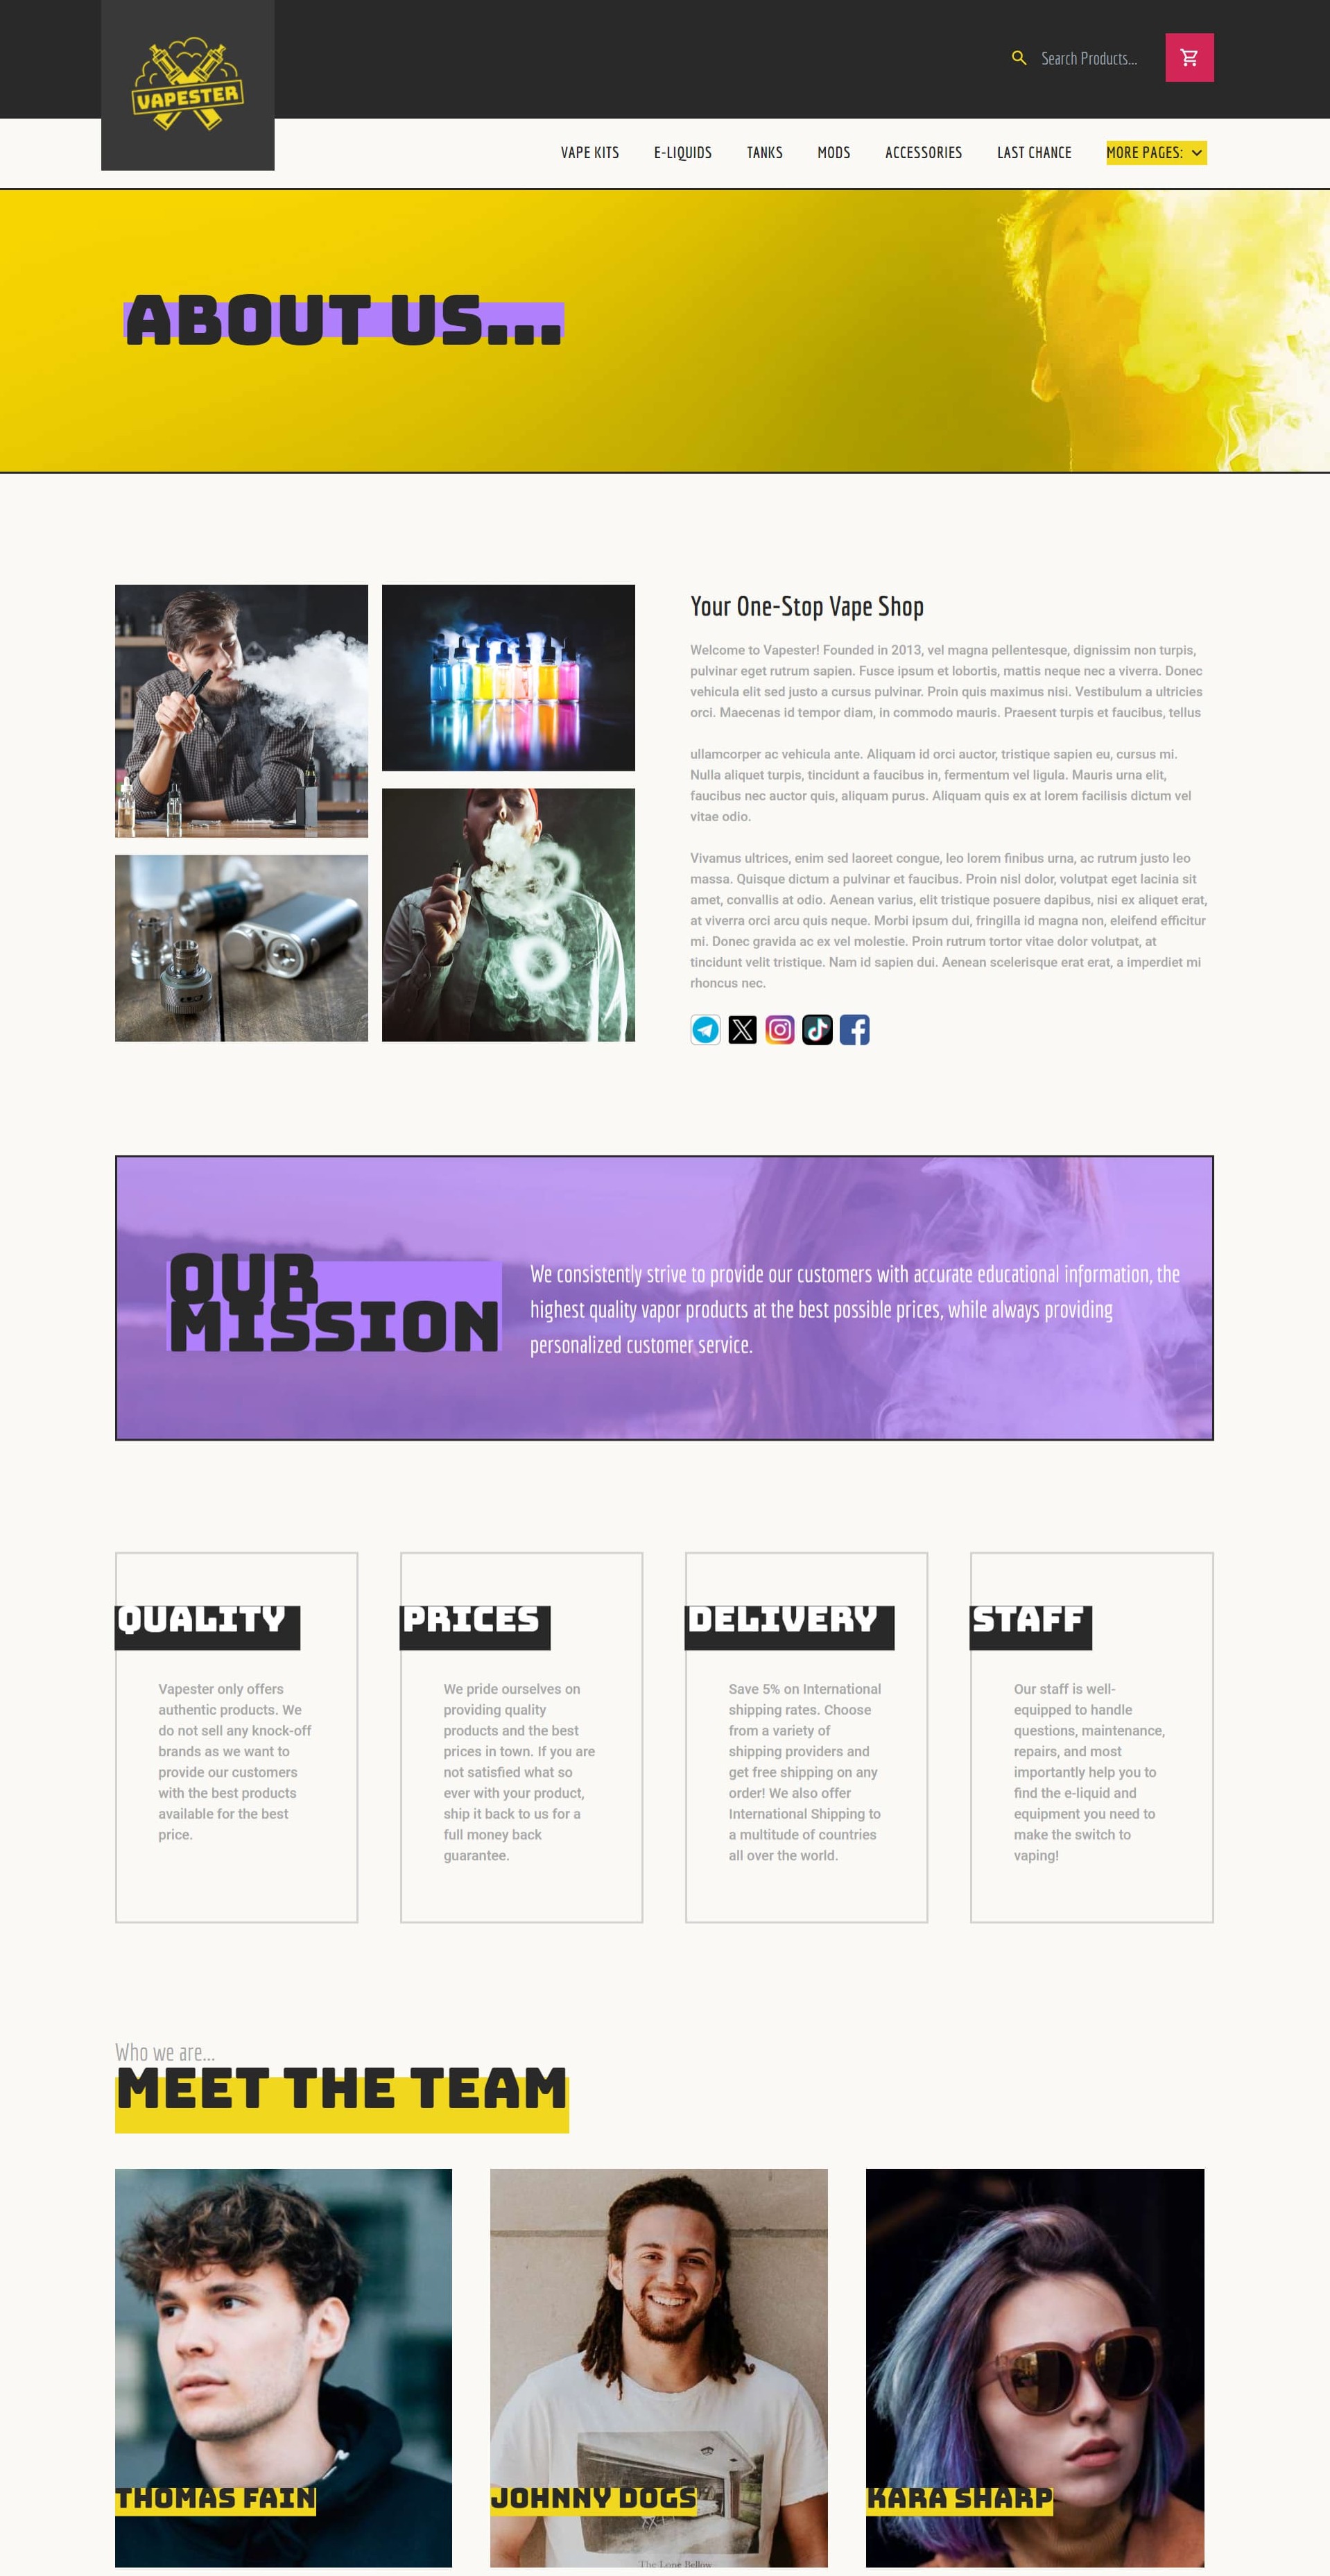 VAPESTER
Search Products...
VAPE KITS
E-LIQUIDS
TANKS
MODS
ACCESSORIES
LAST CHANCE
MORE PAGES:
ABOUT US...
Your One-Stop Vape Shop
Welcome to Vapester! Founded in 2013, vel magna pellentesque, dignissim non turpis,
pulvinar eget rutrum sapien. Fusce ipsum et lobortis, mattis neque nec a viverra. Donec
vehicula elit sed justo a cursus pulvinar. Proin quis maximus nisi. Vestibulum a ultricies
orci. Maecenas id tempor diam, in commodo mauris. Praesent turpis et faucibus, tellus
ullamcorper ac vehicula ante. Aliquam id orci auctor, tristique sapien eu, cursus mi.
Nulla aliquet turpis, tincidunt a faucibus in, fermentum vel ligula. Mauris urna elit,
faucibus nec auctor quis, aliquam purus. Aliquam quis ex at lorem facilisis dictum vel
vitae odio.
Vivamus ultrices, enim sed laoreet congue, leo lorem finibus urna, ac rutrum justo leo
massa. Quisque dictum a pulvinar et faucibus. Proin nisl dolor, volutpat eget lacinia sit
amet, convallis at odio. Aenean varius, elit tristique posuere dapibus, nisi ex aliquet erat,
at viverra orci arcu quis neque. Morbi ipsum dui, fringilla id magna non, eleifend efficitur
mi. Donec gravida ac ex vel molestie. Proin rutrum tortor vitae dolor volutpat, at
tincidunt velit tristique. Nam id sapien dui. Aenean scelerisque erat erat, a imperdiet mi
rhoncus nec.
OUR
MISSION
We consistently strive to provide our customers with accurate educational information, the
highest quality vapor products at the best possible prices, while always providing
personalized customer service.
QUALITY
Vapester only offers
authentic products. We
do not sell any knock-off
brands as we want to
provide our customers
with the best products
available for the best
price.
PRICES
We pride ourselves on
providing quality
products and the best
prices in town. If you are
not satisfied what so
ever with your product,
ship it back to us for a
full money back
guarantee.
DELIVERY
Save 5% on International
shipping rates. Choose
from a variety of
shipping providers and
get free shipping on any
order! We also offer
International Shipping to
a multitude of countries
all over the world.
STAFF
Our staff is well-
equipped to handle
questions, maintenance,
repairs, and most
importantly help you to
find the e-liquid and
equipment you need to
make the switch to
vaping!
Who we are...
MEET THE TEAM
THOMAS FAIN
JOHNNY DOGS
The Lone Bellow
KARA SHARP